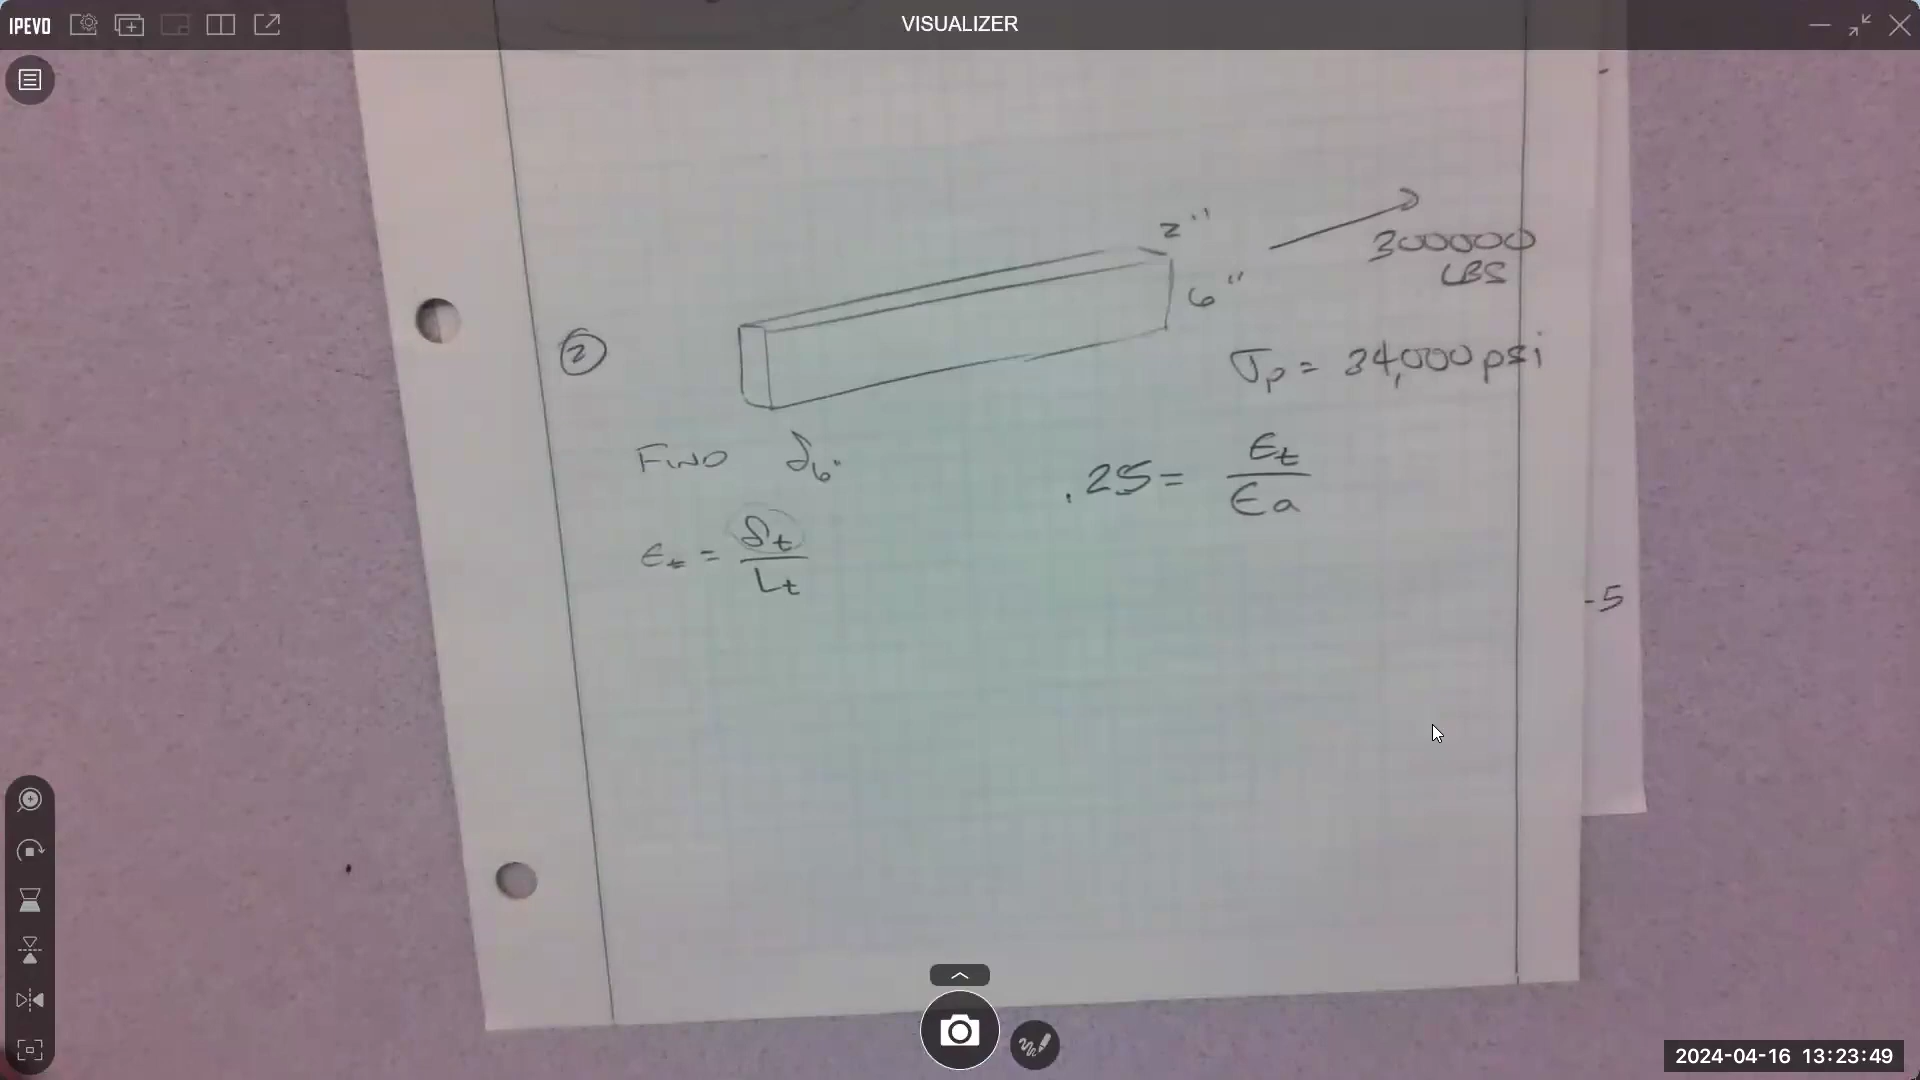 IPEVO
VISUALIZER
2"
6"
300000
LBS
②
σp = 34,000 psi
FIND δ6"
.25 = εt / εa
εt = δt / Lt
-5
2024-04-16 13:23:49